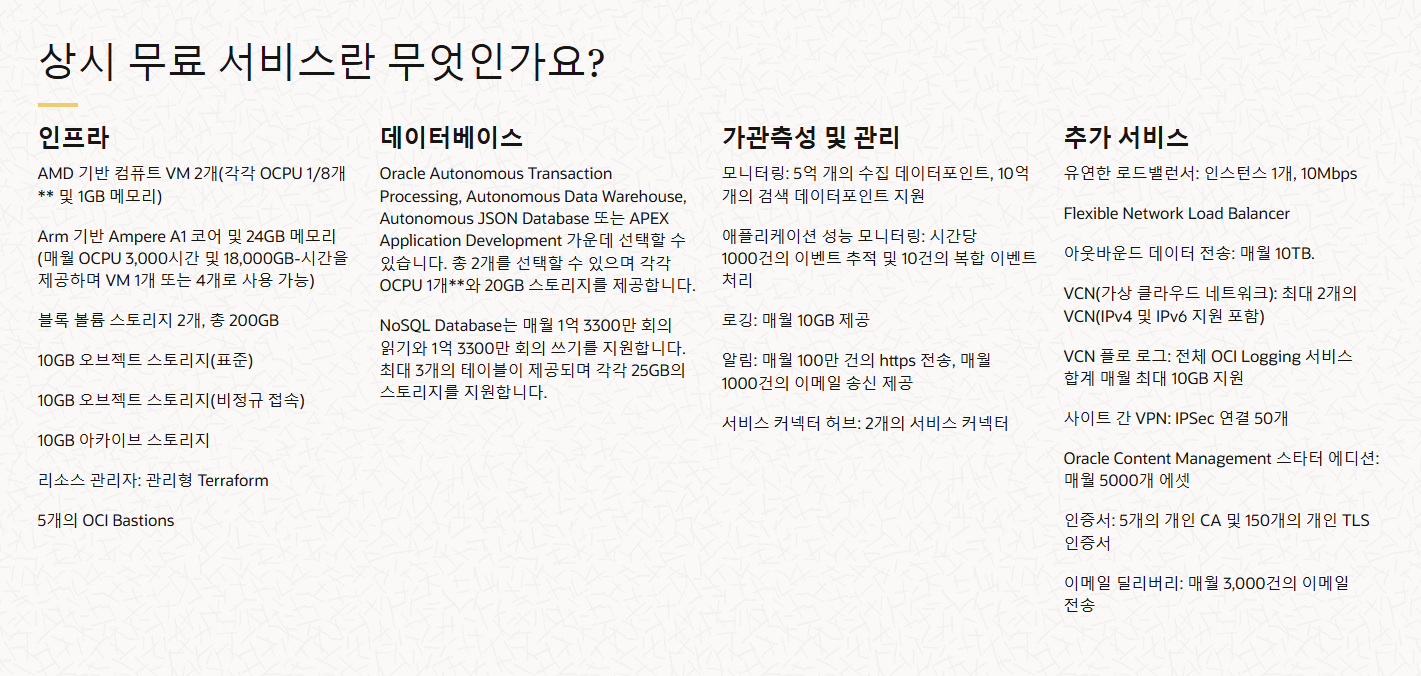 상시 무료 서비스란 무엇인가요?
인프라
AMD 기반 컴퓨트 VM 2개(각각 OCPU 1/8개
** 및 1GB 메모리)
Arm 기반 Ampere A1 코어 및 24GB 메모리
(매월 OCPU 3,000시간 및 18,000GB-시간을
제공하며 VM 1개 또는 4개로 사용 가능)
블록 볼륨 스토리지 2개, 총 200GB
10GB 오브젝트 스토리지(표준)
10GB 오브젝트 스토리지(비정규 접속)
10GB 아카이브 스토리지
리소스 관리자: 관리형 Terraform
5개의 OCI Bastions
데이터베이스
Oracle Autonomous Transaction
Processing, Autonomous Data Warehouse,
Autonomous JSON Database 또는 APEX
Application Development 가운데 선택할 수
있습니다. 총 2개를 선택할 수 있으며 각각
OCPU 1개**와 20GB 스토리지를 제공합니다.
NoSQL Database는 매월 1억 3300만 회의
읽기와 1억 3300만 회의 쓰기를 지원합니다.
최대 3개의 테이블이 제공되며 각각 25GB의
스토리지를 지원합니다.
가관측성 및 관리
모니터링: 5억 개의 수집 데이터포인트, 10억
개의 검색 데이터포인트 지원
애플리케이션 성능 모니터링: 시간당
1000건의 이벤트 추적 및 10건의 복합 이벤트
처리
로깅: 매월 10GB 제공
알림: 매월 100만 건의 https 전송, 매월
1000건의 이메일 송신 제공
서비스 커넥터 허브: 2개의 서비스 커넥터
추가 서비스
유연한 로드밸런서: 인스턴스 1개, 10Mbps
Flexible Network Load Balancer
아웃바운드 데이터 전송: 매월 10TB.
VCN(가상 클라우드 네트워크): 최대 2개의
VCN(IPv4 및 IPv6 지원 포함)
VCN 플로 로그: 전체 OCI Logging 서비스
합계 매월 최대 10GB 지원
사이트 간 VPN: IPSec 연결 50개
Oracle Content Management 스타터 에디션:
매월 5000개 에셋
인증서: 5개의 개인 CA 및 150개의 개인 TLS
인증서
이메일 딜리버리: 매월 3,000건의 이메일
전송